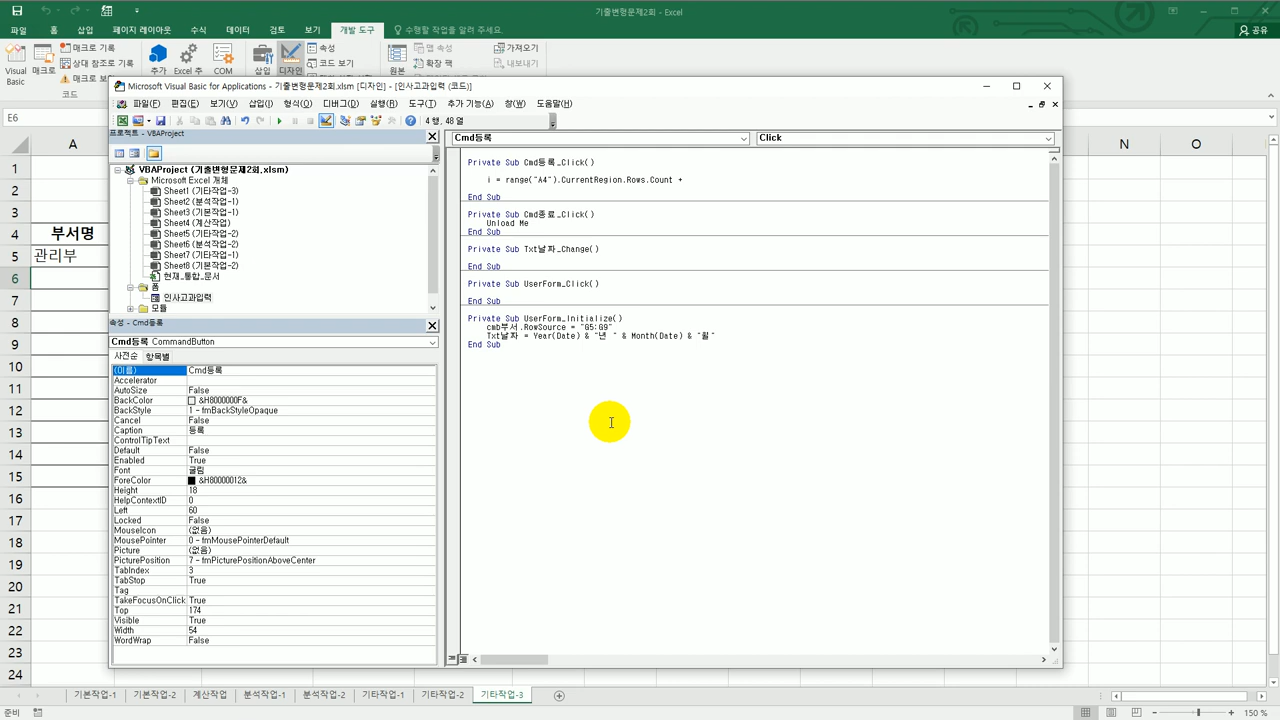 기출변형문제2회 - Excel
파일 홈 삽입 페이지 레이아웃 수식 데이터 검토 보기 개발 도구 수행할 작업을 알려 주세요. 공유
Visual Basic 매크로 매크로 기록 상대 참조로 기록 매크로 보 코드
추가 Excel 추 COM 삽입 디자인 속성 코드 보기 원본 맵 속성 확장 팩 가져오기 내보내기
Microsoft Visual Basic for Applications - 기출변형문제2회.xlsm [디자인] - [인사고과입력 (코드)]
파일(F) 편집(E) 보기(V) 삽입(I) 형식(O) 디버그(D) 실행(R) 도구(T) 추가 기능(A) 창(W) 도움말(H)
4 행, 48 열
E6
프로젝트 - VBAProject
VBAProject (기출변형문제2회.xlsm)
Microsoft Excel 개체
Sheet1 (기타작업-3)
Sheet2 (분석작업-1)
Sheet3 (기본작업-1)
Sheet4 (계산작업)
Sheet5 (기타작업-2)
Sheet6 (분석작업-2)
Sheet7 (기타작업-1)
Sheet8 (기본작업-2)
현재_통합_문서
폼
인사고과입력
모듈
속성 - Cmd등록
Cmd등록 CommandButton
사전순 항목별
(이름) Cmd등록
Accelerator
AutoSize False
BackColor &H8000000F&
BackStyle 1 - fmBackStyleOpaque
Cancel False
Caption 등록
ControlTipText
Default False
Enabled True
Font 굴림
ForeColor &H80000012&
Height 18
HelpContextID 0
Left 60
Locked False
MouseIcon (없음)
MousePointer 0 - fmMousePointerDefault
Picture (없음)
PicturePosition 7 - fmPicturePositionAboveCenter
TabIndex 3
TabStop True
Tag
TakeFocusOnClick True
Top 174
Visible True
Width 54
WordWrap False
Cmd등록 Click
Private Sub Cmd등록_Click()
i = range("A4").CurrentRegion.Rows.Count +
End Sub
Private Sub Cmd종료_Click()
Unload Me
End Sub
Private Sub Txt날짜_Change()
End Sub
Private Sub UserForm_Click()
End Sub
Private Sub UserForm_Initialize()
cmb부서.RowSource = "G5:G9"
Txt날짜 = Year(Date) & "년 " & Month(Date) & "월"
End Sub
A N O
1
2
3
4 부서명
5 관리부
6
7
8
9
10
11
12
13
14
15
16
17
18
19
20
21
22
23
24
기본작업-1 기본작업-2 계산작업 분석작업-1 분석작업-2 기타작업-1 기타작업-2 기타작업-3
준비 150 %